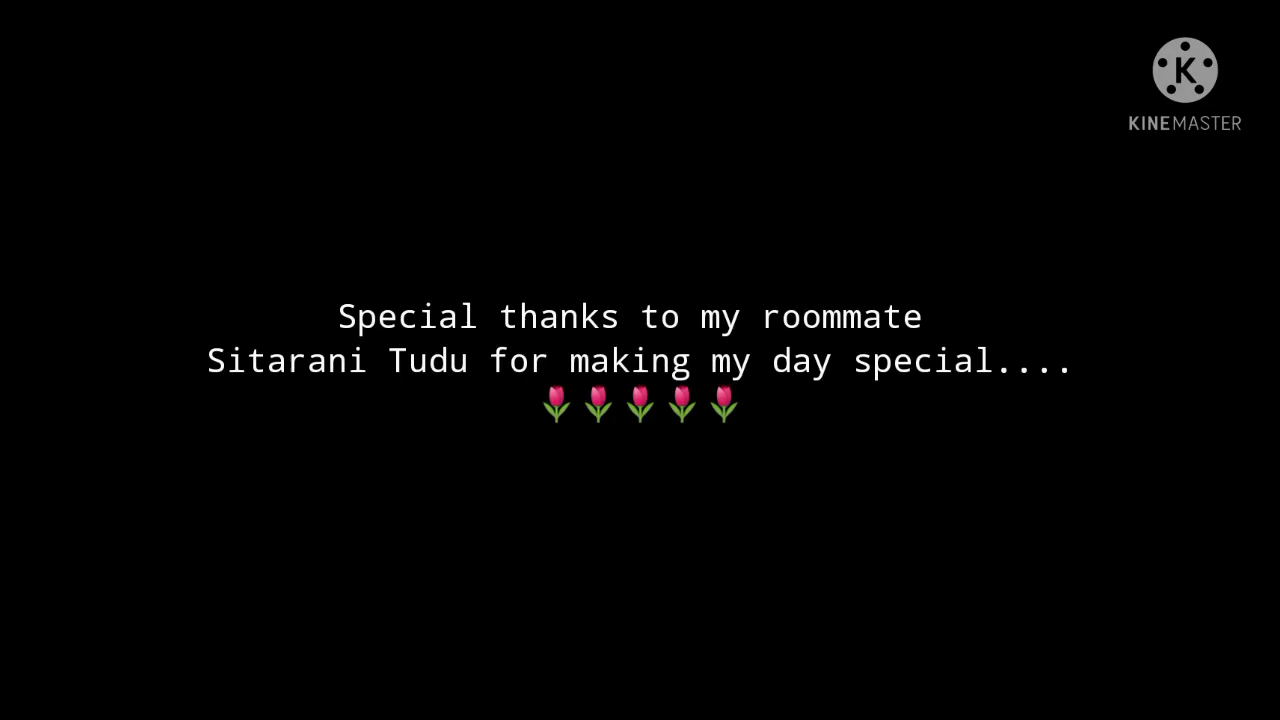 K
KINEMASTER
Special thanks to my roommate
Sitarani Tudu for making my day special....
🌷🌷🌷🌷🌷